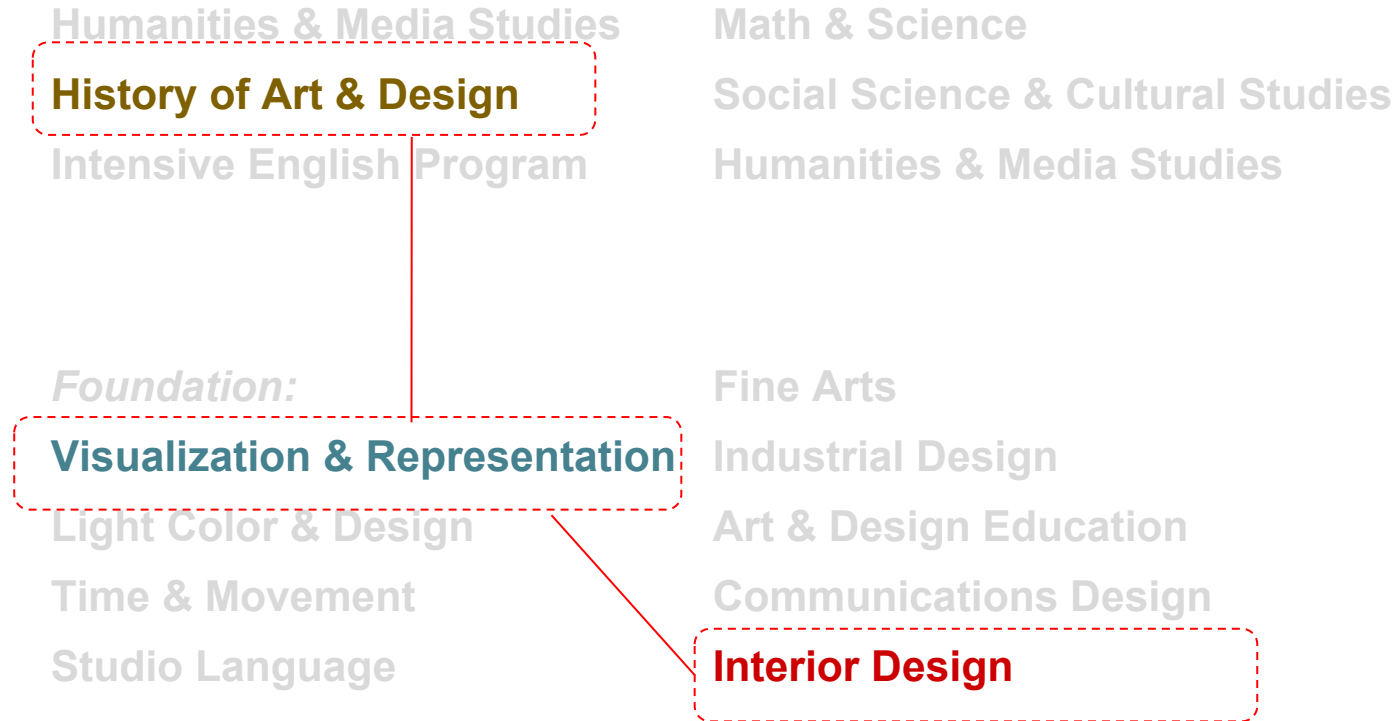 Humanities & Media Studies
History of Art & Design
Intensive English Program
Math & Science
Social Science & Cultural Studies
Humanities & Media Studies
Foundation:
Visualization & Representation
Light Color & Design
Time & Movement
Studio Language
Fine Arts
Industrial Design
Art & Design Education
Communications Design
Interior Design